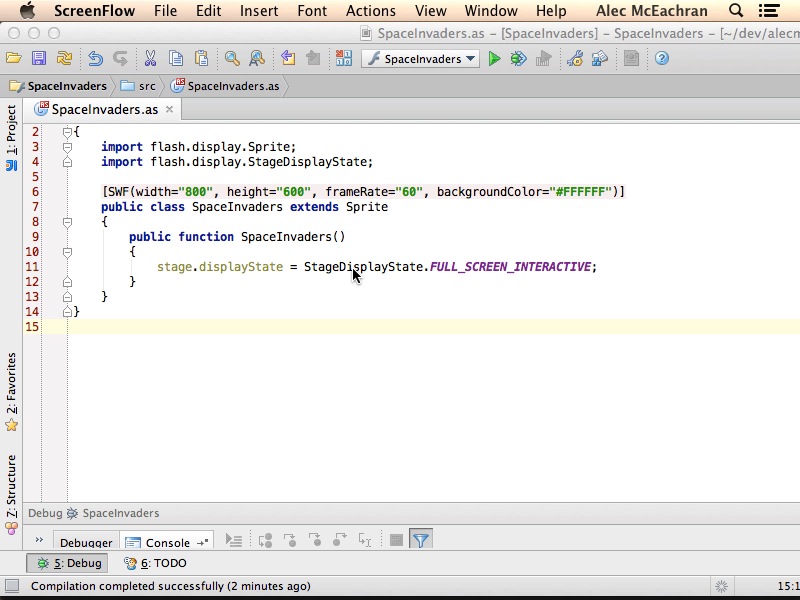 ScreenFlow File Edit Insert Font Actions View Window Help Alec McEachran
SpaceInvaders.as – [SpaceInvaders] – SpaceInvaders – [~/dev/alecm
SpaceInvaders
SpaceInvaders src SpaceInvaders.as
SpaceInvaders.as
1: Project
2: Favorites
7: Structure
2 {
3 import flash.display.Sprite;
4 import flash.display.StageDisplayState;
5
6 [SWF(width="800", height="600", frameRate="60", backgroundColor="#FFFFFF")]
7 public class SpaceInvaders extends Sprite
8 {
9 public function SpaceInvaders()
10 {
11 stage.displayState = StageDisplayState.FULL_SCREEN_INTERACTIVE;
12 }
13 }
14 }
15
Debug SpaceInvaders
Debugger Console
5: Debug 6: TODO
Compilation completed successfully (2 minutes ago) 15:1